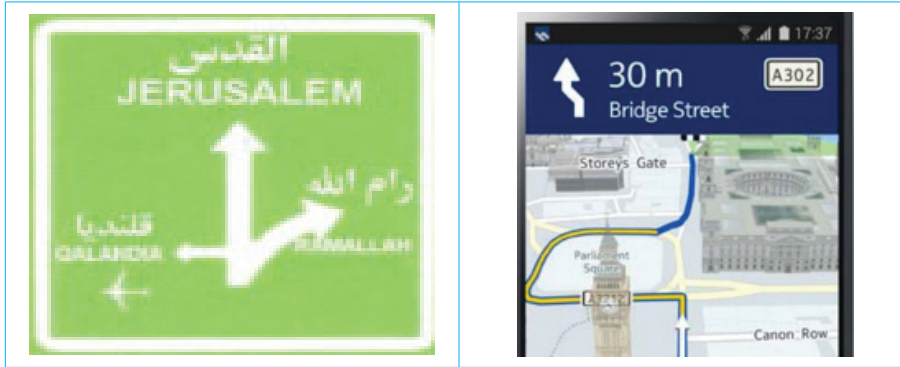 القدس
JERUSALEM
رام الله
RAMALLAH
قلنديا
QALANDIA
17:37
30 m
A302
Bridge Street
Storeys Gate
Parliament
Square
A3212
Canon Row